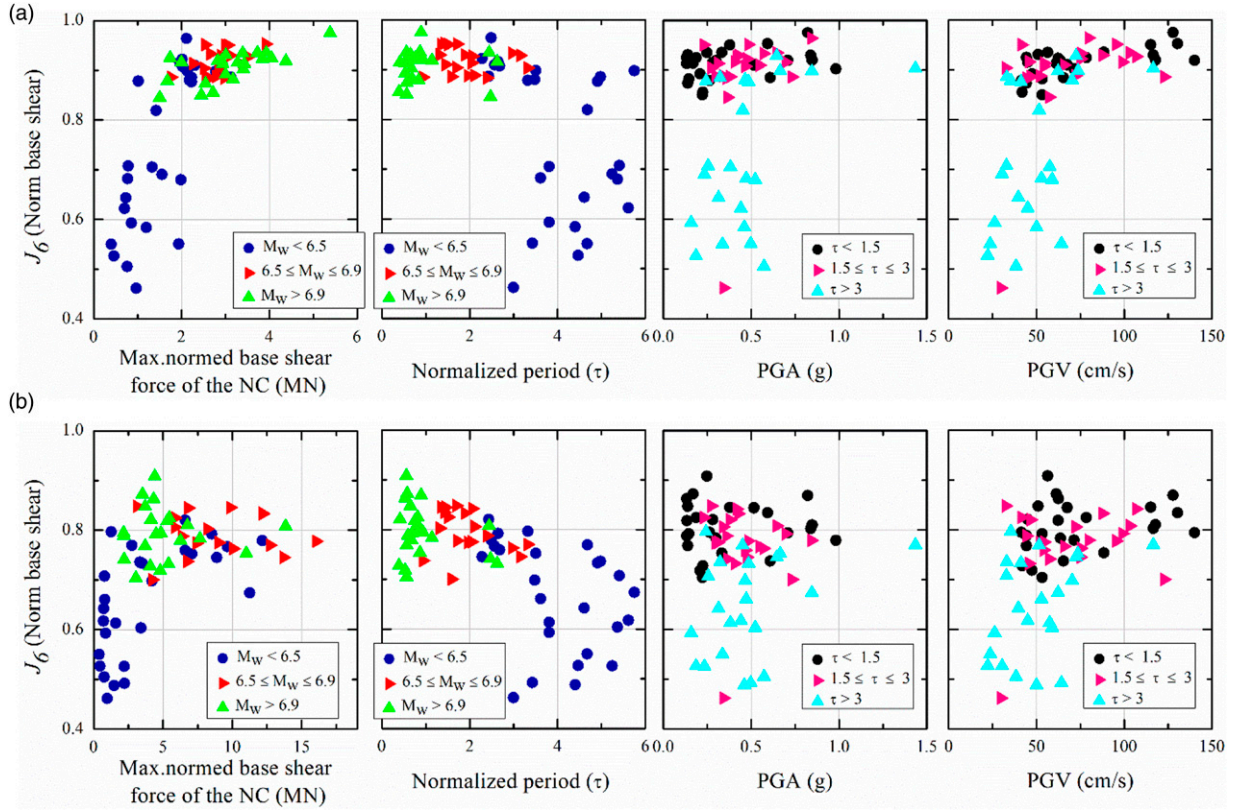 (a)
J6 (Norm base shear)
1.0
0.8
0.6
0.4
MW < 6.5
6.5 ≤ MW ≤ 6.9
MW > 6.9
MW < 6.5
6.5 ≤ MW ≤ 6.9
MW > 6.9
τ < 1.5
1.5 ≤ τ ≤ 3
τ > 3
τ < 1.5
1.5 ≤ τ ≤ 3
τ > 3
0 2 4 6 0 2 4 6 0.0 0.5 1.0 1.5 50 100 150
Max.normed base shear
force of the NC (MN)
Normalized period (τ)
PGA (g)
PGV (cm/s)
(b)
J6 (Norm base shear)
1.0
0.8
0.6
0.4
MW < 6.5
6.5 ≤ MW ≤ 6.9
MW > 6.9
MW < 6.5
6.5 ≤ MW ≤ 6.9
MW > 6.9
τ < 1.5
1.5 ≤ τ ≤ 3
τ > 3
τ < 1.5
1.5 ≤ τ ≤ 3
τ > 3
0 5 10 15 0 2 4 6 0.0 0.5 1.0 1.5 0 50 100 150
Max.normed base shear
force of the NC (MN)
Normalized period (τ)
PGA (g)
PGV (cm/s)